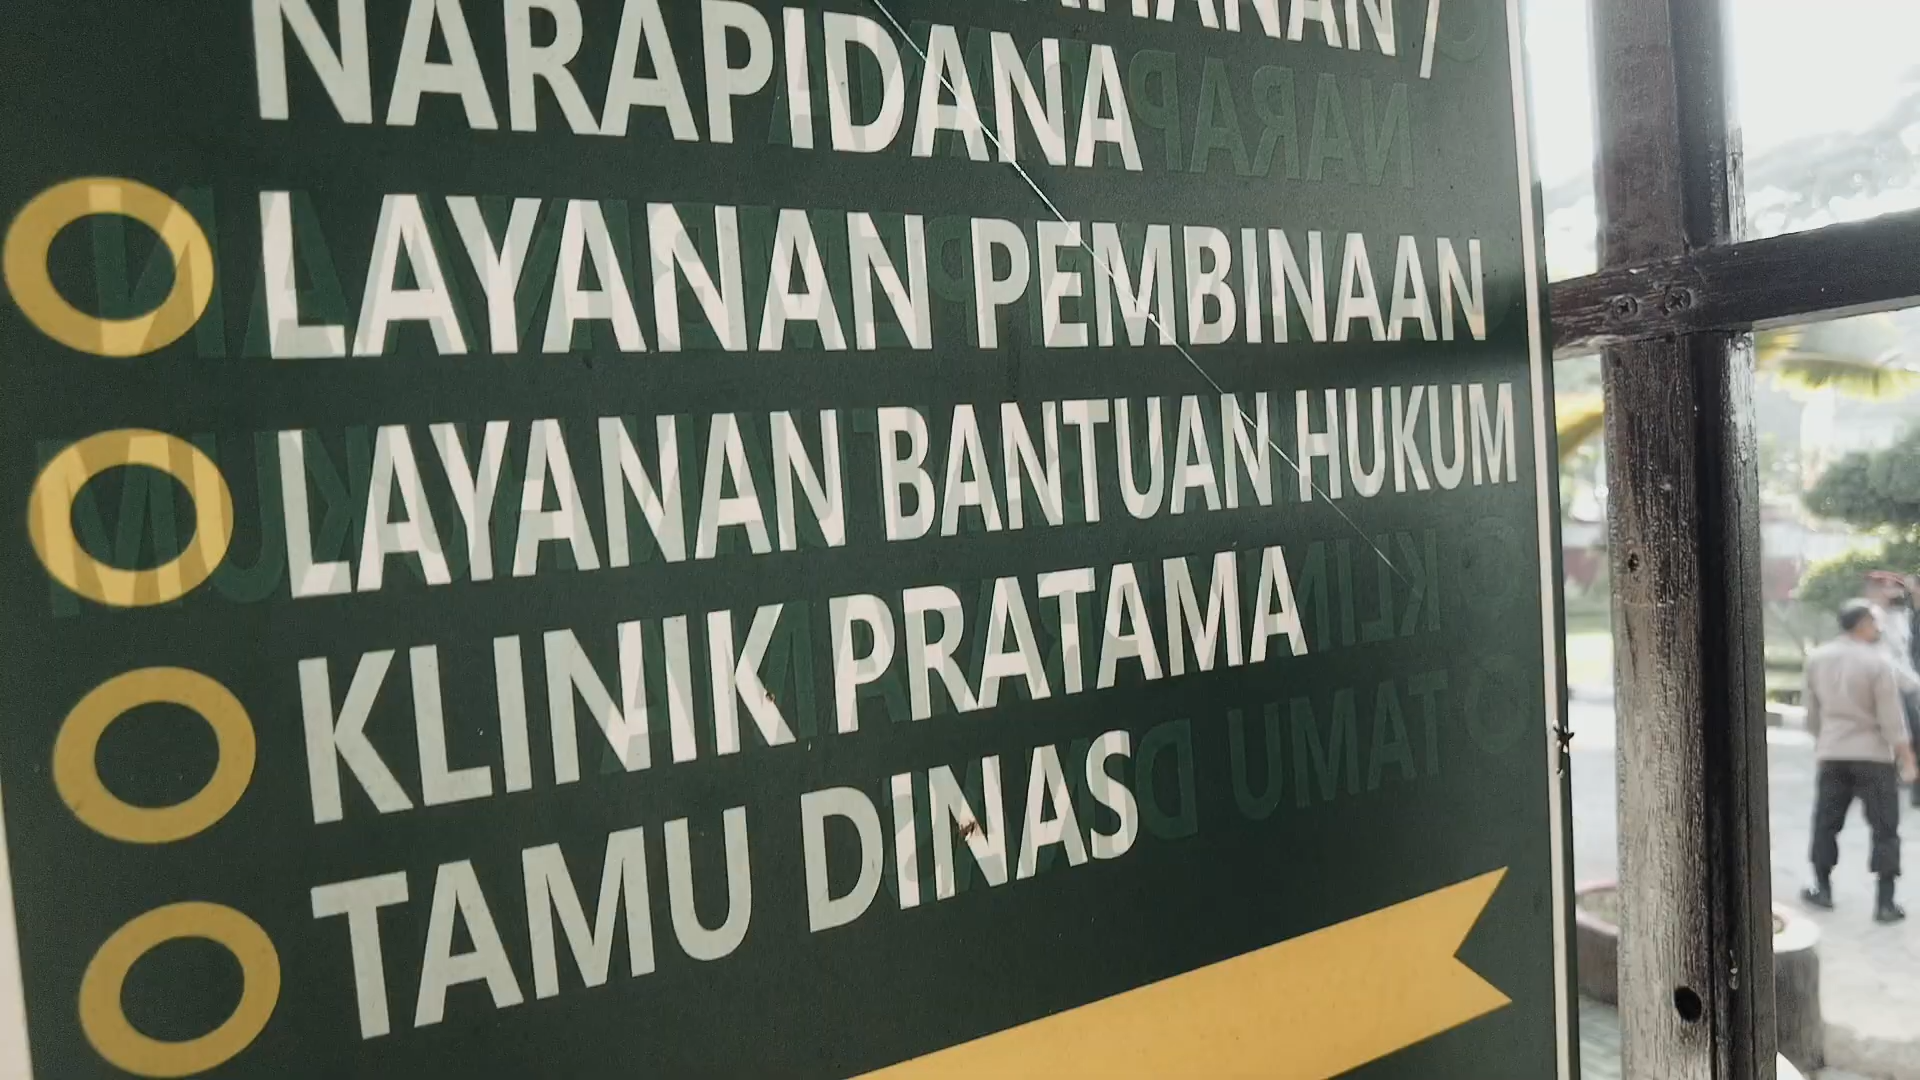 NARAPIDANA
LAYANAN PEMBINAAN
LAYANAN BANTUAN HUKUM
KLINIK PRATAMA
TAMU DINAS